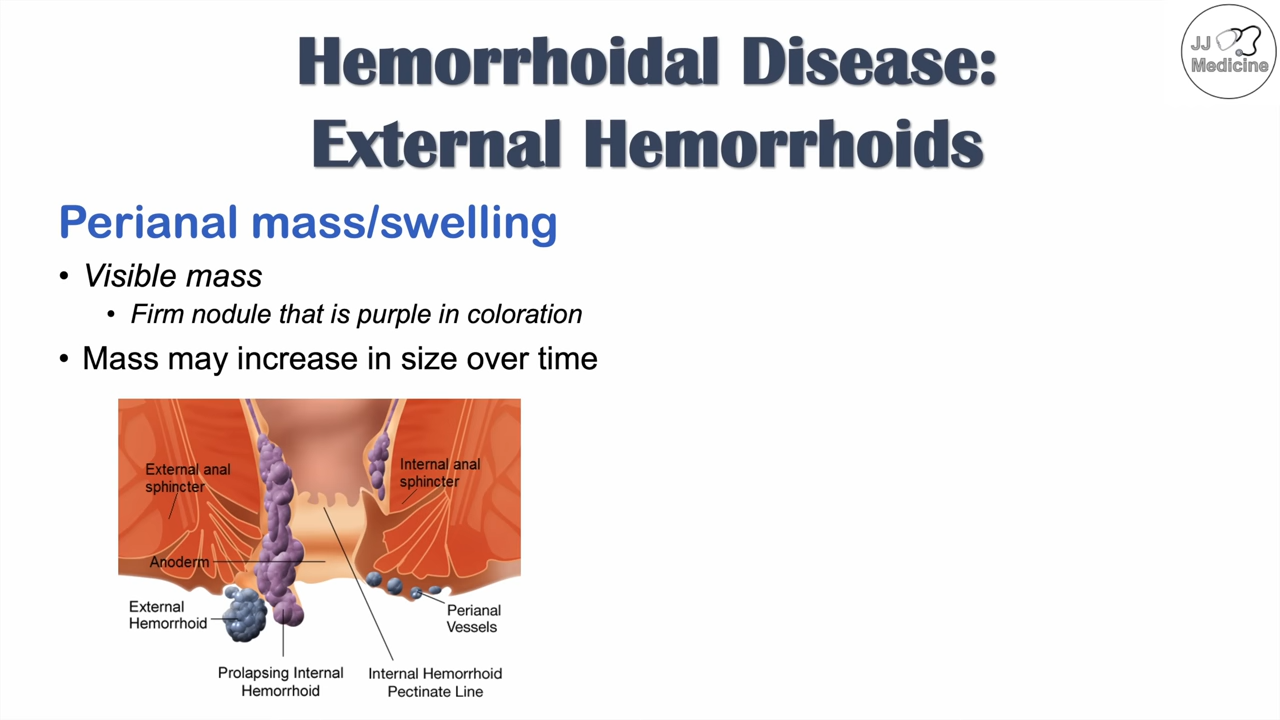 Hemorrhoidal Disease:
External Hemorrhoids
JJ
Medicine
Perianal mass/swelling
• Visible mass
• Firm nodule that is purple in coloration
• Mass may increase in size over time
External anal
sphincter
Internal anal
sphincter
Anoderm
External
Hemorrhoid
Perianal
Vessels
Prolapsing Internal
Hemorrhoid
Internal Hemorrhoid
Pectinate Line